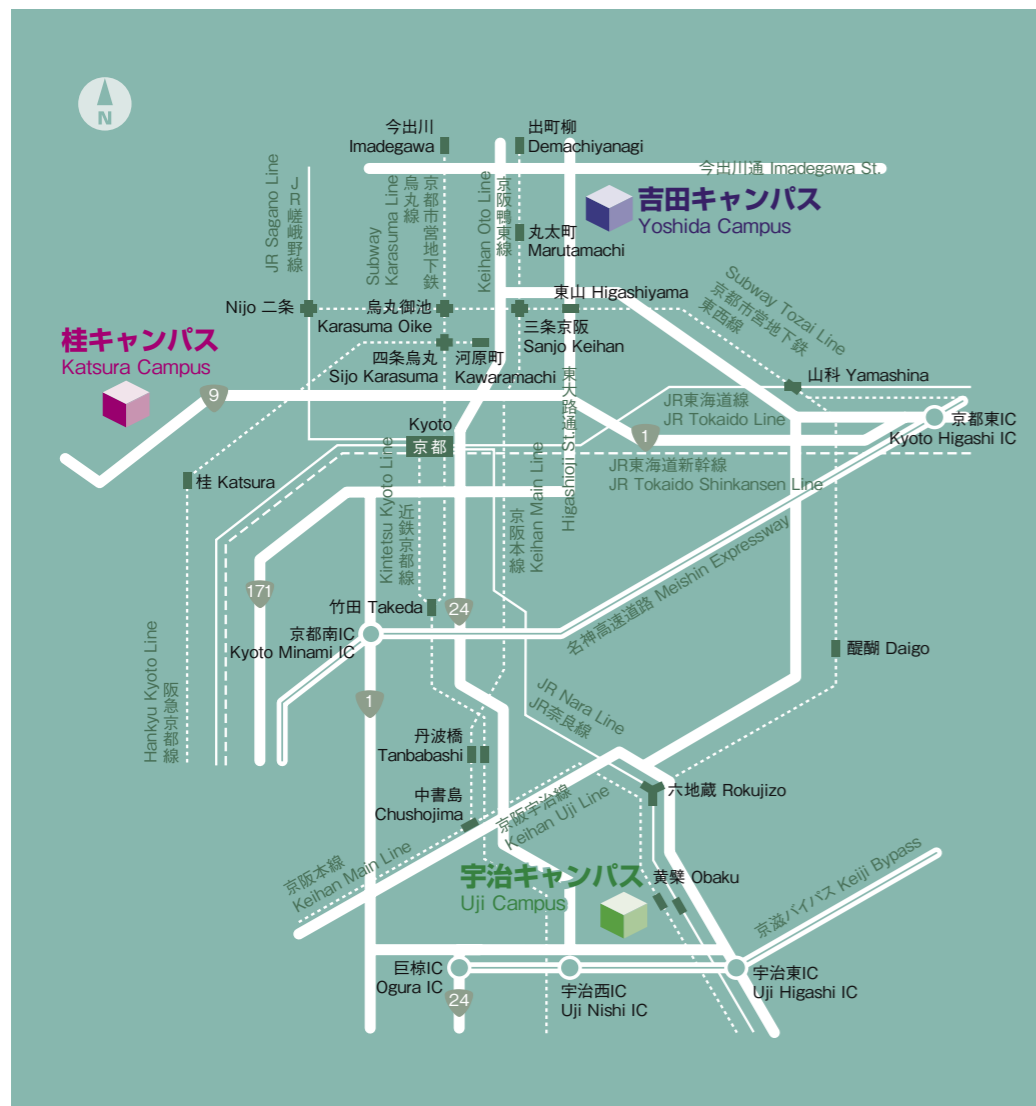 N
今出川
Imadegawa
出町柳
Demachiyanagi
今出川通 Imadegawa St.
JR Sagano Line
JR嵯峨野線
Subway
Karasuma Line
烏丸線
京都市営地下鉄
Keihan Oto Line
京阪鴨東線
吉田キャンパス
Yoshida Campus
丸太町
Marutamachi
Nijo 二条
烏丸御池
Karasuma Oike
東山 Higashiyama
三条京阪
Sanjo Keihan
Subway Tozai Line
京都市営地下鉄
東西線
桂キャンパス
Katsura Campus
四条烏丸
Sijo Karasuma
河原町
Kawaramachi
9
東大路通
Higashioji St.
山科 Yamashina
JR東海道線
JR Tokaido Line
京都東IC
Kyoto Higashi IC
Kyoto
京都
1
JR東海道新幹線
JR Tokaido Shinkansen Line
桂 Katsura
Kintetsu Kyoto Line
近鉄京都線
京阪本線
Keihan Main Line
171
竹田 Takeda
24
京都南IC
Kyoto Minami IC
名神高速道路 Meishin Expressway
醍醐 Daigo
Hankyu Kyoto Line
阪急京都線
1
JR Nara Line
JR奈良線
丹波橋
Tanbabashi
中書島
Chushojima
六地蔵 Rokujizo
京阪宇治線
Keihan Uji Line
京阪本線
Keihan Main Line
宇治キャンパス
Uji Campus
黄檗 Obaku
京滋バイパス Keiji Bypass
巨椋IC
Ogura IC
24
宇治西IC
Uji Nishi IC
宇治東IC
Uji Higashi IC